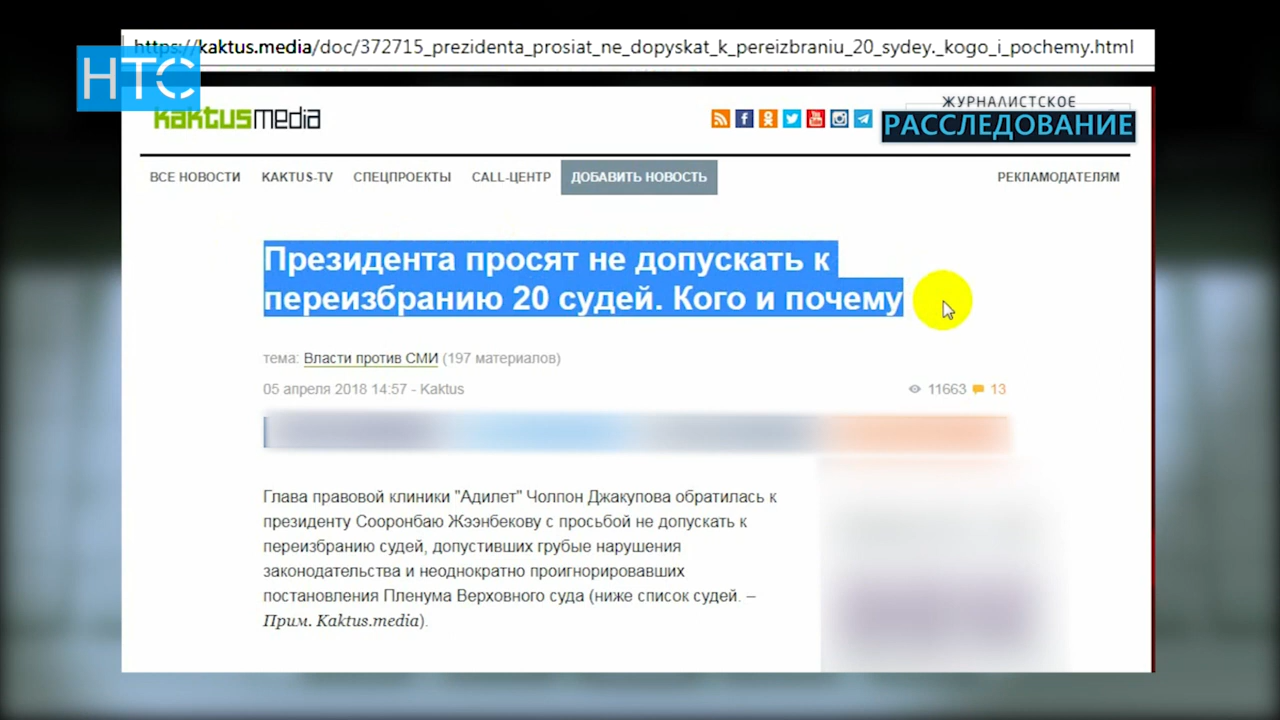 https://kaktus.media/doc/372715_prezidenta_prosiat_ne_dopyskat_k_pereizbraniu_20_sydey._kogo_i_pochemy.html
НТС
kaktusmedia
ЖУРНАЛИСТСКОЕ
РАССЛЕДОВАНИЕ
ВСЕ НОВОСТИ KAKTUS-TV СПЕЦПРОЕКТЫ CALL-ЦЕНТР ДОБАВИТЬ НОВОСТЬ РЕКЛАМОДАТЕЛЯМ
Президента просят не допускать к
переизбранию 20 судей. Кого и почему
тема: Власти против СМИ (197 материалов)
05 апреля 2018 14:57 - Kaktus 11663 13
Глава правовой клиники "Адилет" Чолпон Джакупова обратилась к
президенту Сооронбаю Жээнбекову с просьбой не допускать к
переизбранию судей, допустивших грубые нарушения
законодательства и неоднократно проигнорировавших
постановления Пленума Верховного суда (ниже список судей. –
Прим. Kaktus.media).